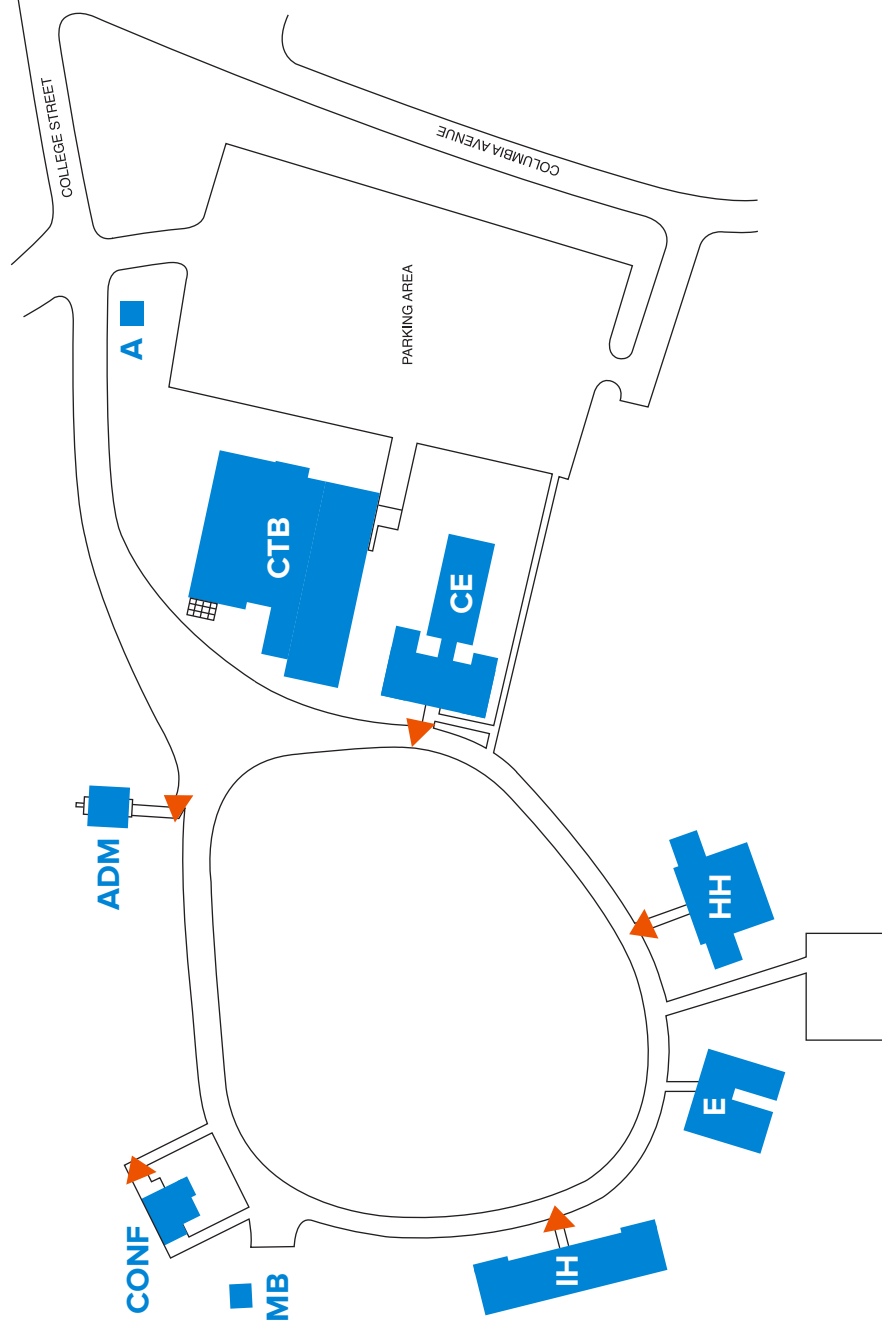 COLLEGE STREET
COLUMBIA AVENUE
PARKING AREA
A
CTB
CE
ADM
HH
E
CONF
MB
IH